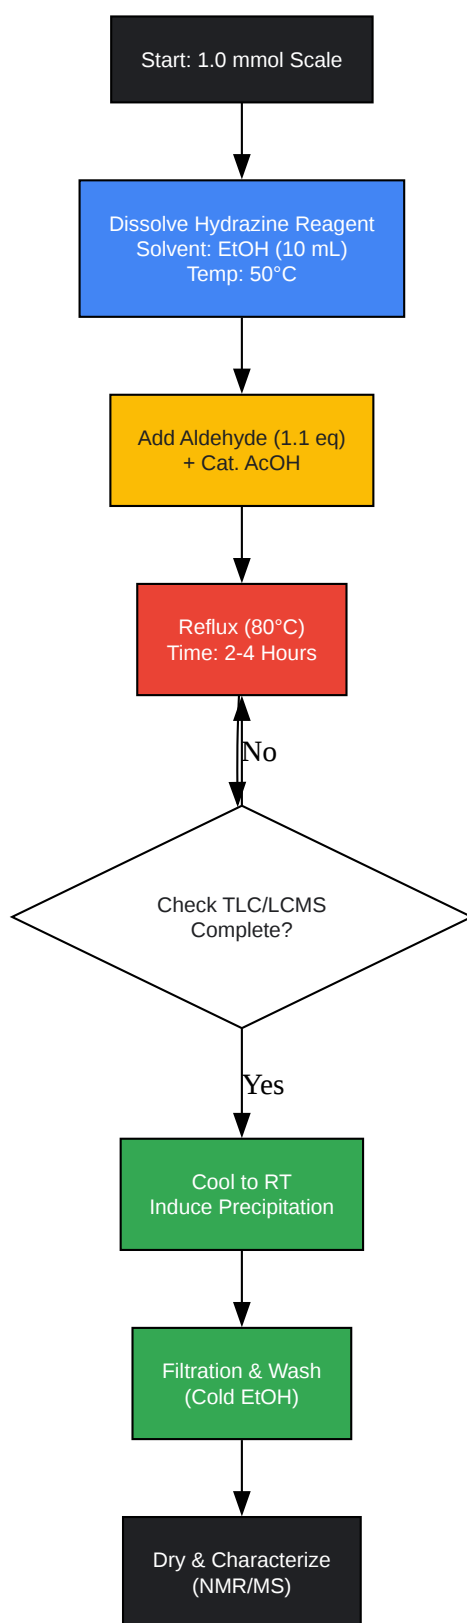 Start: 1.0 mmol Scale
Dissolve Hydrazine Reagent
Solvent: EtOH (10 mL)
Temp: 50°C
Add Aldehyde (1.1 eq)
+ Cat. AcOH
Reflux (80°C)
Time: 2-4 Hours
No
Check TLC/LCMS
Complete?
Yes
Cool to RT
Induce Precipitation
Filtration & Wash
(Cold EtOH)
Dry & Characterize
(NMR/MS)